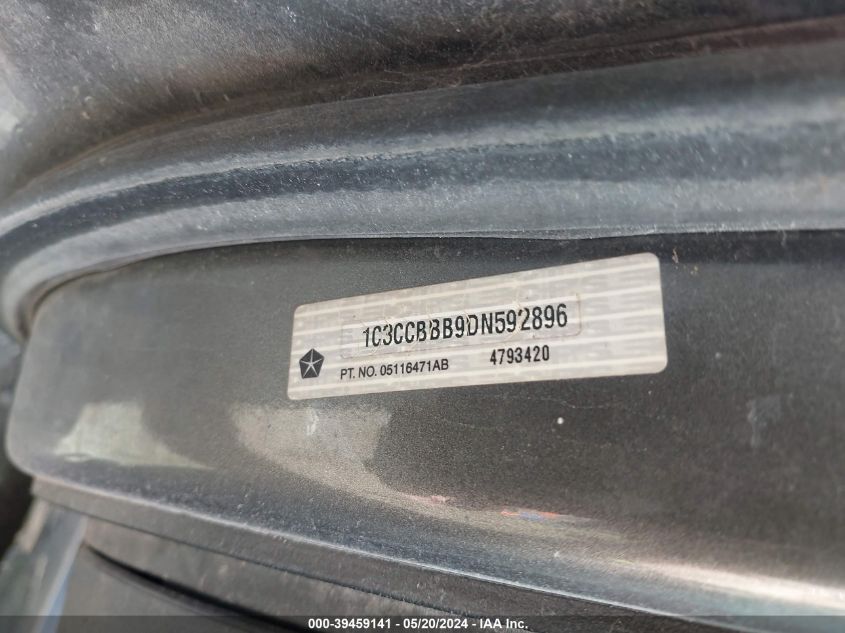 1C3CCBBB9DN592896
PT. NO. 05116471AB 4793420
000-39459141 - 05/20/2024 - IAA, Inc.